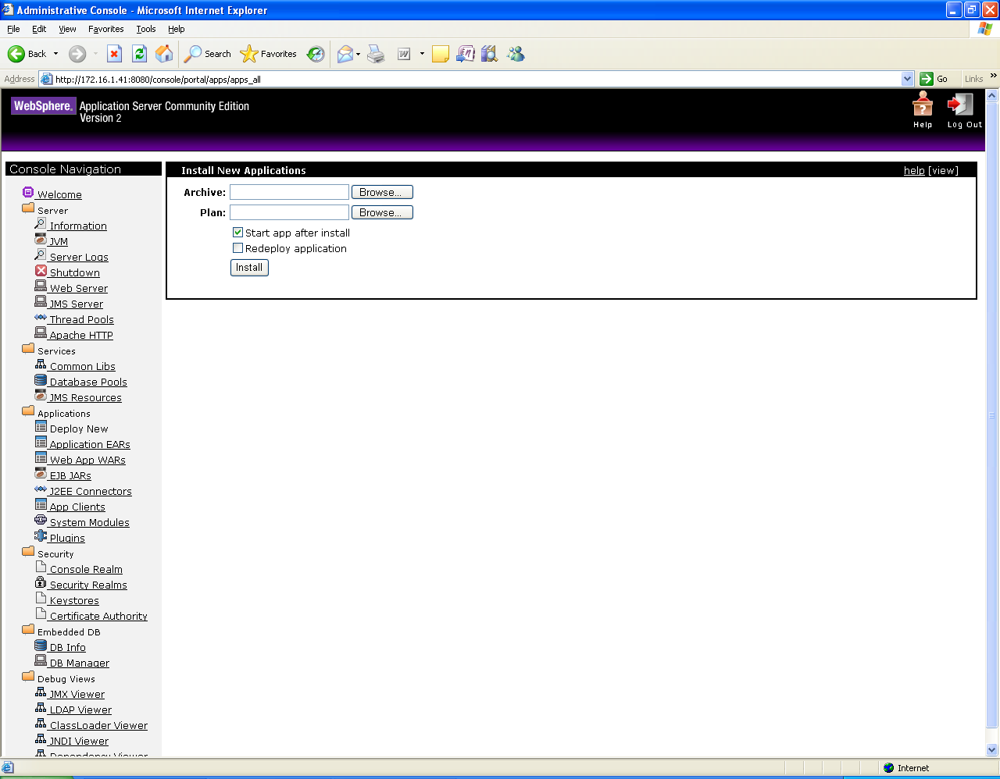 Administrative Console - Microsoft Internet Explorer
File Edit View Favorites Tools Help
Back Search Favorites
Address http://172.16.1.41:8080/console/portal/apps/apps_all Go Links »
WebSphere. Application Server Community Edition
Version 2
Help Log Out
Console Navigation
Welcome
Server
Information
JVM
Server Logs
Shutdown
Web Server
JMS Server
Thread Pools
Apache HTTP
Services
Common Libs
Database Pools
JMS Resources
Applications
Deploy New
Application EARs
Web App WARs
EJB JARs
J2EE Connectors
App Clients
System Modules
Plugins
Security
Console Realm
Security Realms
Keystores
Certificate Authority
Embedded DB
DB Info
DB Manager
Debug Views
JMX Viewer
LDAP Viewer
ClassLoader Viewer
JNDI Viewer
Dependency Viewer
Install New Applications help [view]
Archive: Browse...
Plan: Browse...
Start app after install
Redeploy application
Install
Internet